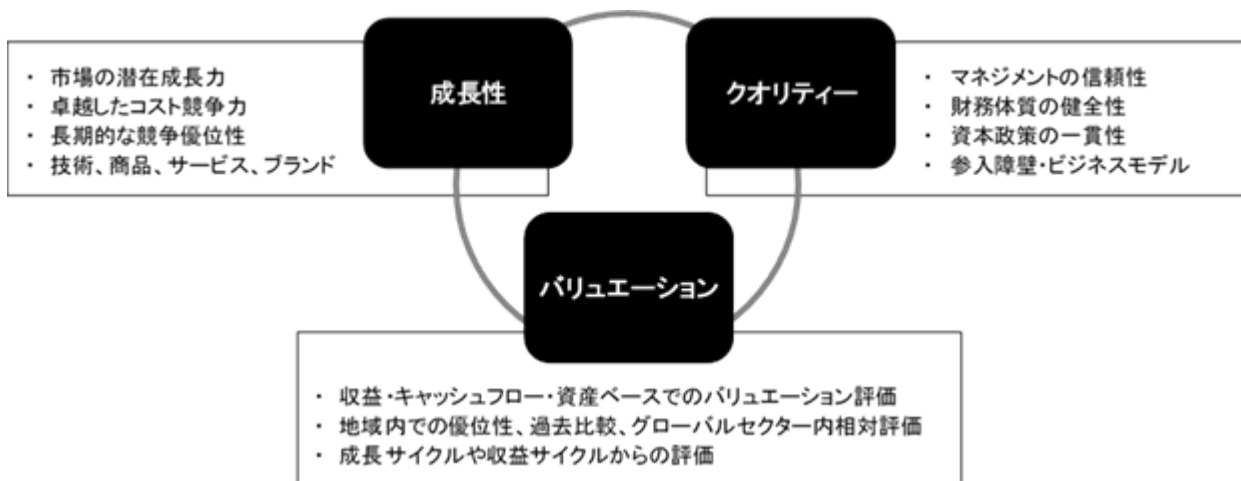 成長性
・ 市場の潜在成長力
・ 卓越したコスト競争力
・ 長期的な競争優位性
・ 技術、商品、サービス、ブランド
クオリティー
・ マネジメントの信頼性
・ 財務体質の健全性
・ 資本政策の一貫性
・ 参入障壁・ビジネスモデル
バリュエーション
・ 収益・キャッシュフロー・資産ベースでのバリュエーション評価
・ 地域内での優位性、過去比較、グローバルセクター内相対評価
・ 成長サイクルや収益サイクルからの評価